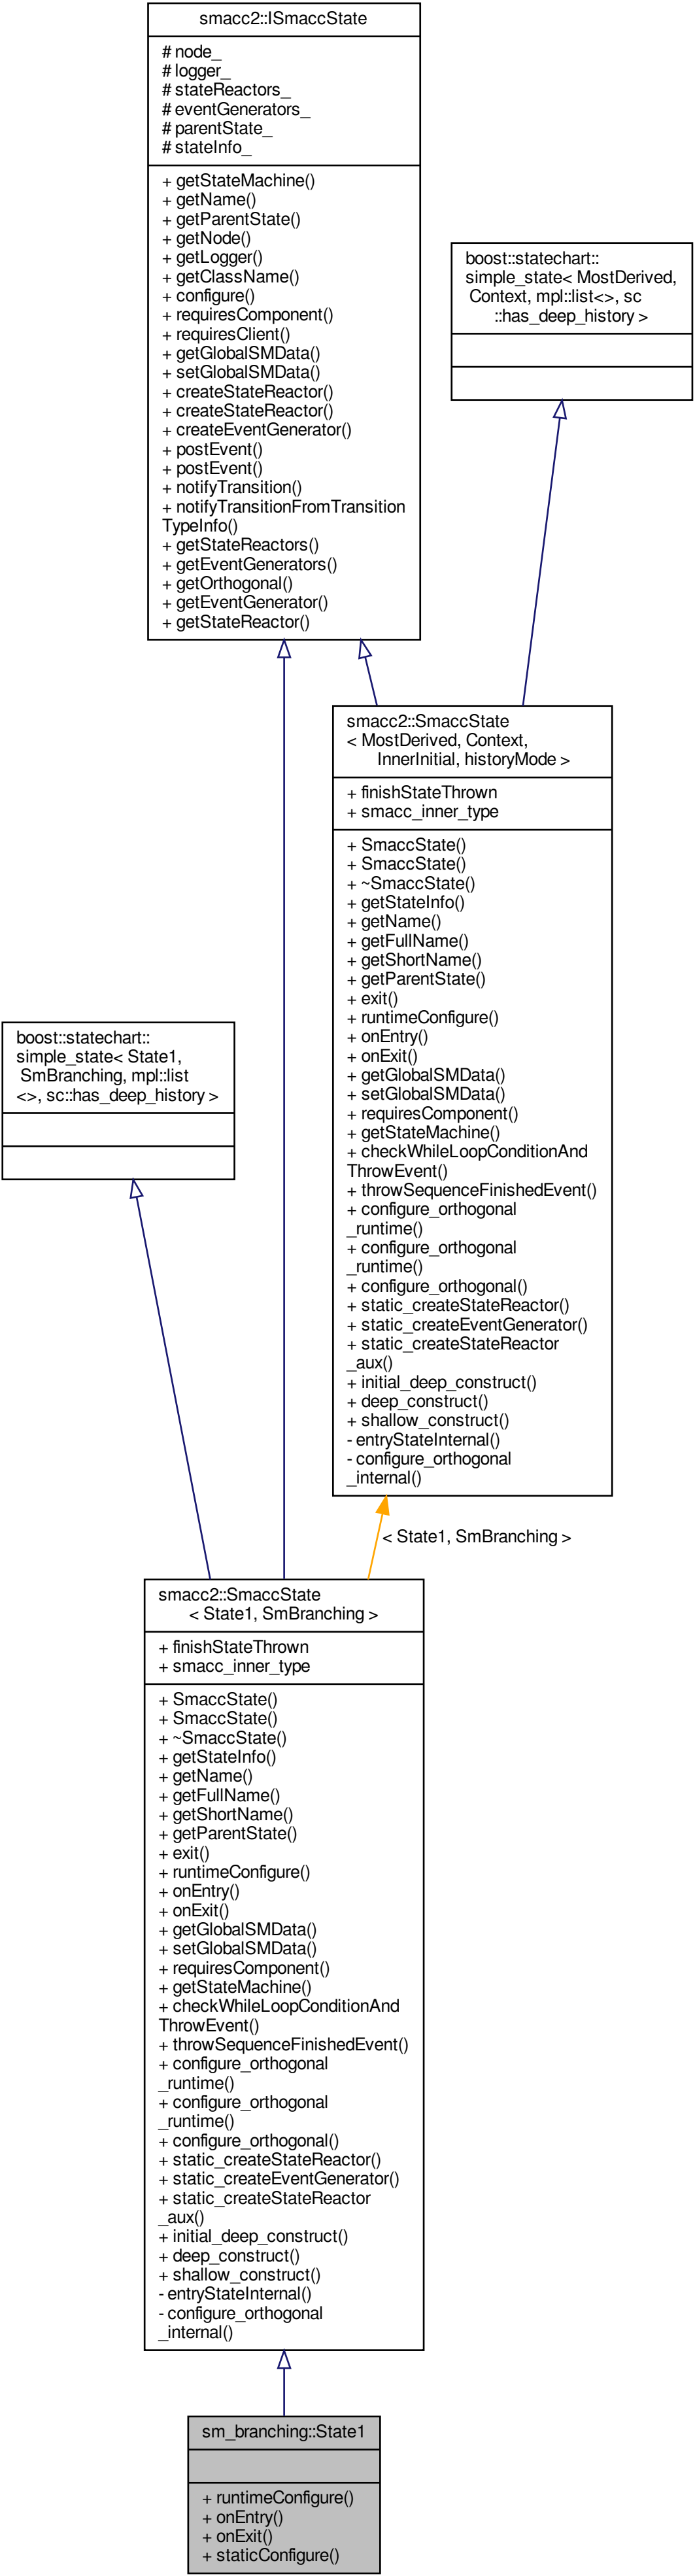 smacc2::ISmaccState
# node_
# logger_
# stateReactors_
# eventGenerators_
# parentState_
# stateInfo_
+ getStateMachine()
+ getName()
+ getParentState()
+ getNode()
+ getLogger()
+ getClassName()
+ configure()
+ requiresComponent()
+ requiresClient()
+ getGlobalSMData()
+ setGlobalSMData()
+ createStateReactor()
+ createStateReactor()
+ createEventGenerator()
+ postEvent()
+ postEvent()
+ notifyTransition()
+ notifyTransitionFromTransition
TypeInfo()
+ getStateReactors()
+ getEventGenerators()
+ getOrthogonal()
+ getEventGenerator()
+ getStateReactor()
boost::statechart::
simple_state< MostDerived,
Context, mpl::list<>, sc
::has_deep_history >
smacc2::SmaccState
< MostDerived, Context,
InnerInitial, historyMode >
+ finishStateThrown
+ smacc_inner_type
+ SmaccState()
+ SmaccState()
+ ~SmaccState()
+ getStateInfo()
+ getName()
+ getFullName()
+ getShortName()
+ getParentState()
+ exit()
+ runtimeConfigure()
+ onEntry()
+ onExit()
+ getGlobalSMData()
+ setGlobalSMData()
+ requiresComponent()
+ getStateMachine()
+ checkWhileLoopConditionAnd
ThrowEvent()
+ throwSequenceFinishedEvent()
+ configure_orthogonal
_runtime()
+ configure_orthogonal
_runtime()
+ configure_orthogonal()
+ static_createStateReactor()
+ static_createEventGenerator()
+ static_createStateReactor
_aux()
+ initial_deep_construct()
+ deep_construct()
+ shallow_construct()
- entryStateInternal()
- configure_orthogonal
_internal()
boost::statechart::
simple_state< State1,
SmBranching, mpl::list
<>, sc::has_deep_history >
< State1, SmBranching >
smacc2::SmaccState
< State1, SmBranching >
+ finishStateThrown
+ smacc_inner_type
+ SmaccState()
+ SmaccState()
+ ~SmaccState()
+ getStateInfo()
+ getName()
+ getFullName()
+ getShortName()
+ getParentState()
+ exit()
+ runtimeConfigure()
+ onEntry()
+ onExit()
+ getGlobalSMData()
+ setGlobalSMData()
+ requiresComponent()
+ getStateMachine()
+ checkWhileLoopConditionAnd
ThrowEvent()
+ throwSequenceFinishedEvent()
+ configure_orthogonal
_runtime()
+ configure_orthogonal
_runtime()
+ configure_orthogonal()
+ static_createStateReactor()
+ static_createEventGenerator()
+ static_createStateReactor
_aux()
+ initial_deep_construct()
+ deep_construct()
+ shallow_construct()
- entryStateInternal()
- configure_orthogonal
_internal()
sm_branching::State1
+ runtimeConfigure()
+ onEntry()
+ onExit()
+ staticConfigure()